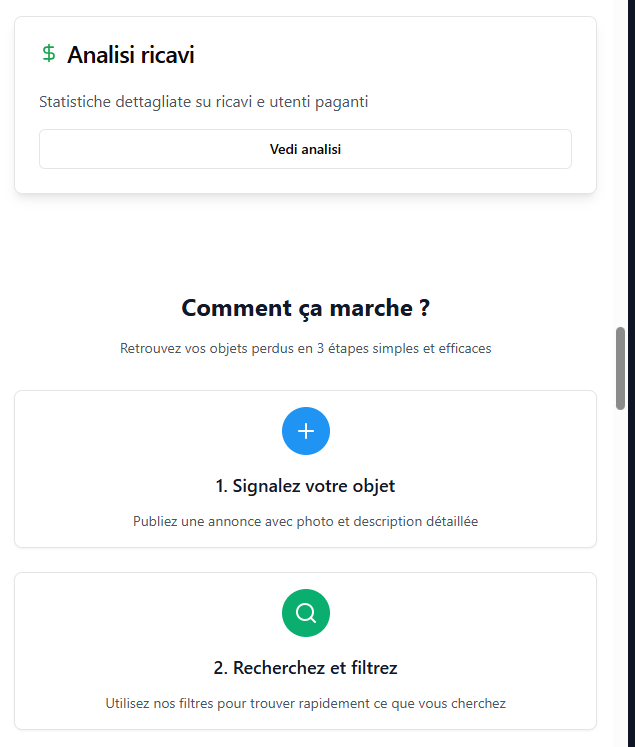 $ Analisi ricavi
Statistiche dettagliate su ricavi e utenti paganti
Vedi analisi
Comment ça marche ?
Retrouvez vos objets perdus en 3 étapes simples et efficaces
1. Signalez votre objet
Publiez une annonce avec photo et description détaillée
2. Recherchez et filtrez
Utilisez nos filtres pour trouver rapidement ce que vous cherchez